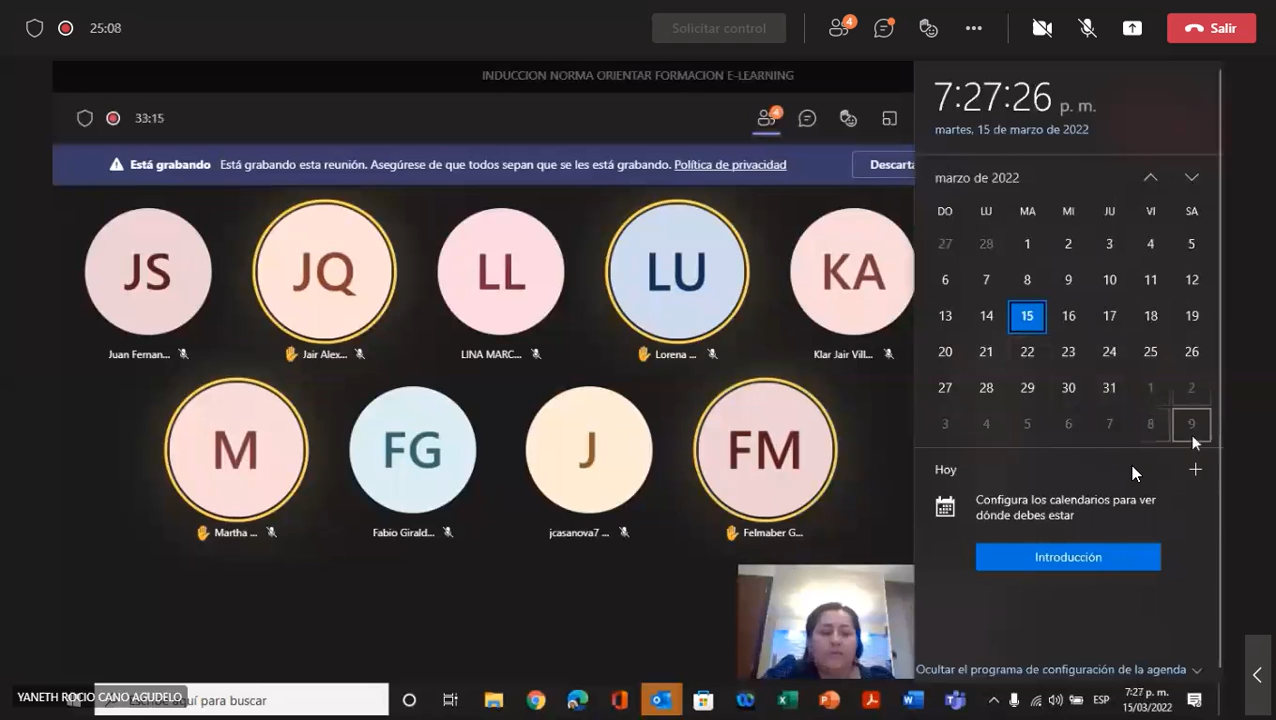 25:08
Solicitar control
4
Salir
INDUCCION NORMA ORIENTAR FORMACION E-LEARNING
33:15
4
Está grabando Está grabando esta reunión. Asegúrese de que todos sepan que se les está grabando. Política de privacidad
Descarta
JS
JQ
LL
LU
KA
Juan Fernan...
Jair Alex...
LINA MARC...
Lorena ...
Klar Jair Vill...
M
FG
J
FM
Martha ...
Fabio Girald...
jcasanova7 ...
Felmaber G...
7:27:26 p. m.
martes, 15 de marzo de 2022
marzo de 2022
DO LU MA MI JU VI SA
27 28 1 2 3 4 5
6 7 8 9 10 11 12
13 14 15 16 17 18 19
20 21 22 23 24 25 26
27 28 29 30 31 1 2
3 4 5 6 7 8 9
Hoy
Configura los calendarios para ver
dónde debes estar
Introducción
Ocultar el programa de configuración de la agenda
YANETH ROCIO CANO AGUDELO
Escribe aquí para buscar
ESP
7:27 p. m.
15/03/2022